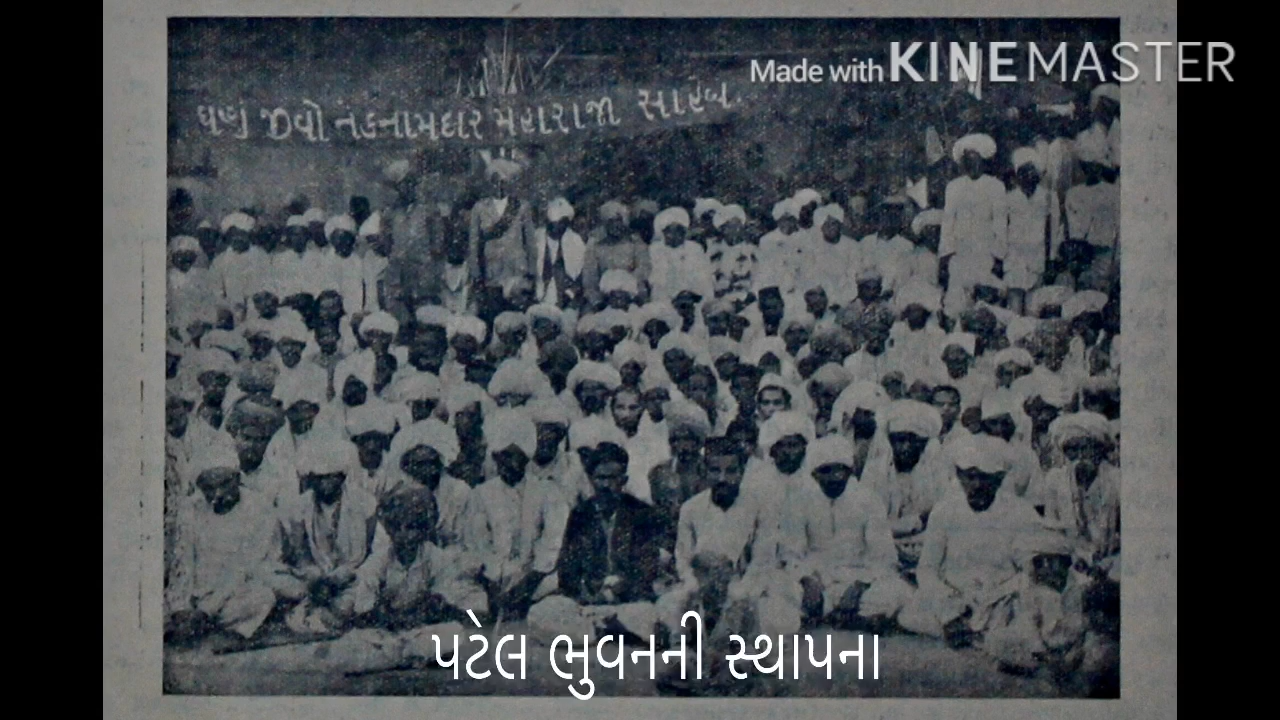 Made with KINEMASTER
ઘણું જીવો નેકનામદાર મહારાજા સાહેબ.
પટેલ ભુવનની સ્થાપના